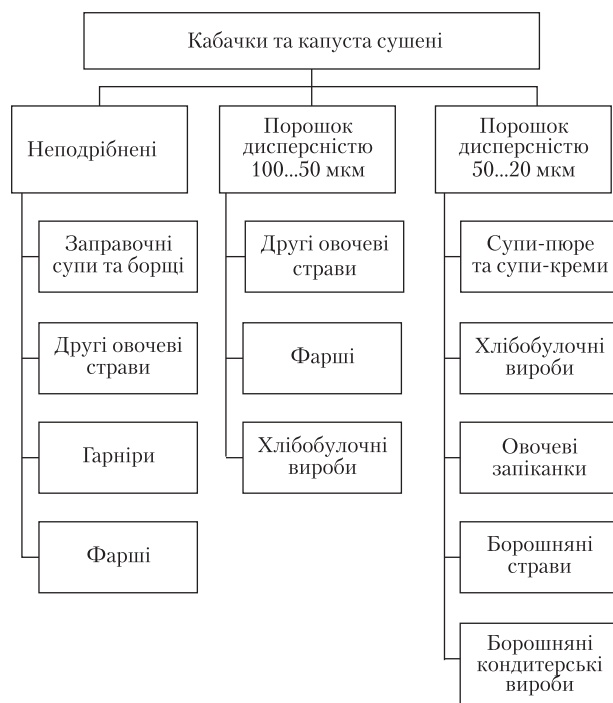 Кабачки та капуста сушені
Неподрібнені
Порошок
дисперсністю
100...50 мкм
Порошок
дисперсністю
50...20 мкм
Заправочні
супи та борщі
Другі овочеві
страви
Гарніри
Фарші
Другі овочеві
страви
Фарші
Хлібобулочні
вироби
Супи-пюре
та супи-креми
Хлібобулочні
вироби
Овочеві
запіканки
Борошняні
страви
Борошняні
кондитерські
вироби